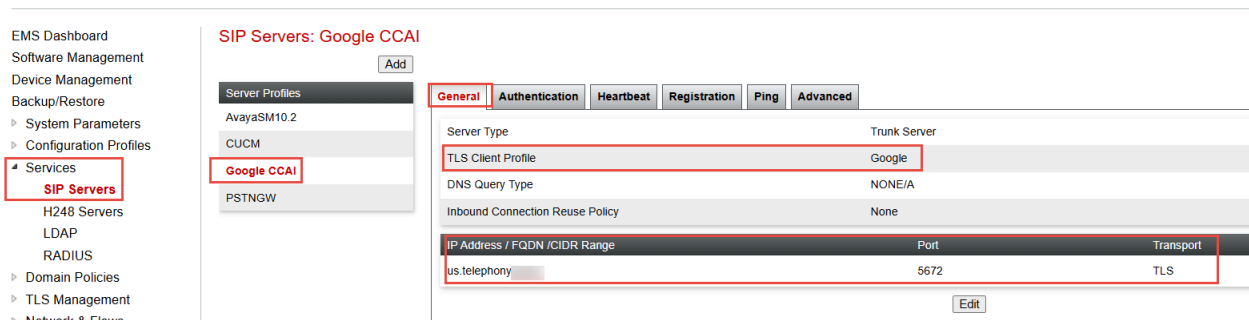 EMS Dashboard
Software Management
Device Management
Backup/Restore
System Parameters
Configuration Profiles
Services
SIP Servers
H248 Servers
LDAP
RADIUS
Domain Policies
TLS Management
Network & Flows
SIP Servers: Google CCAI
Add
Server Profiles
AvayaSM10.2
CUCM
Google CCAI
PSTNGW
General Authentication Heartbeat Registration Ping Advanced
Server Type Trunk Server
TLS Client Profile Google
DNS Query Type NONE/A
Inbound Connection Reuse Policy None
IP Address / FQDN /CIDR Range Port Transport
us.telephony 5672 TLS
Edit